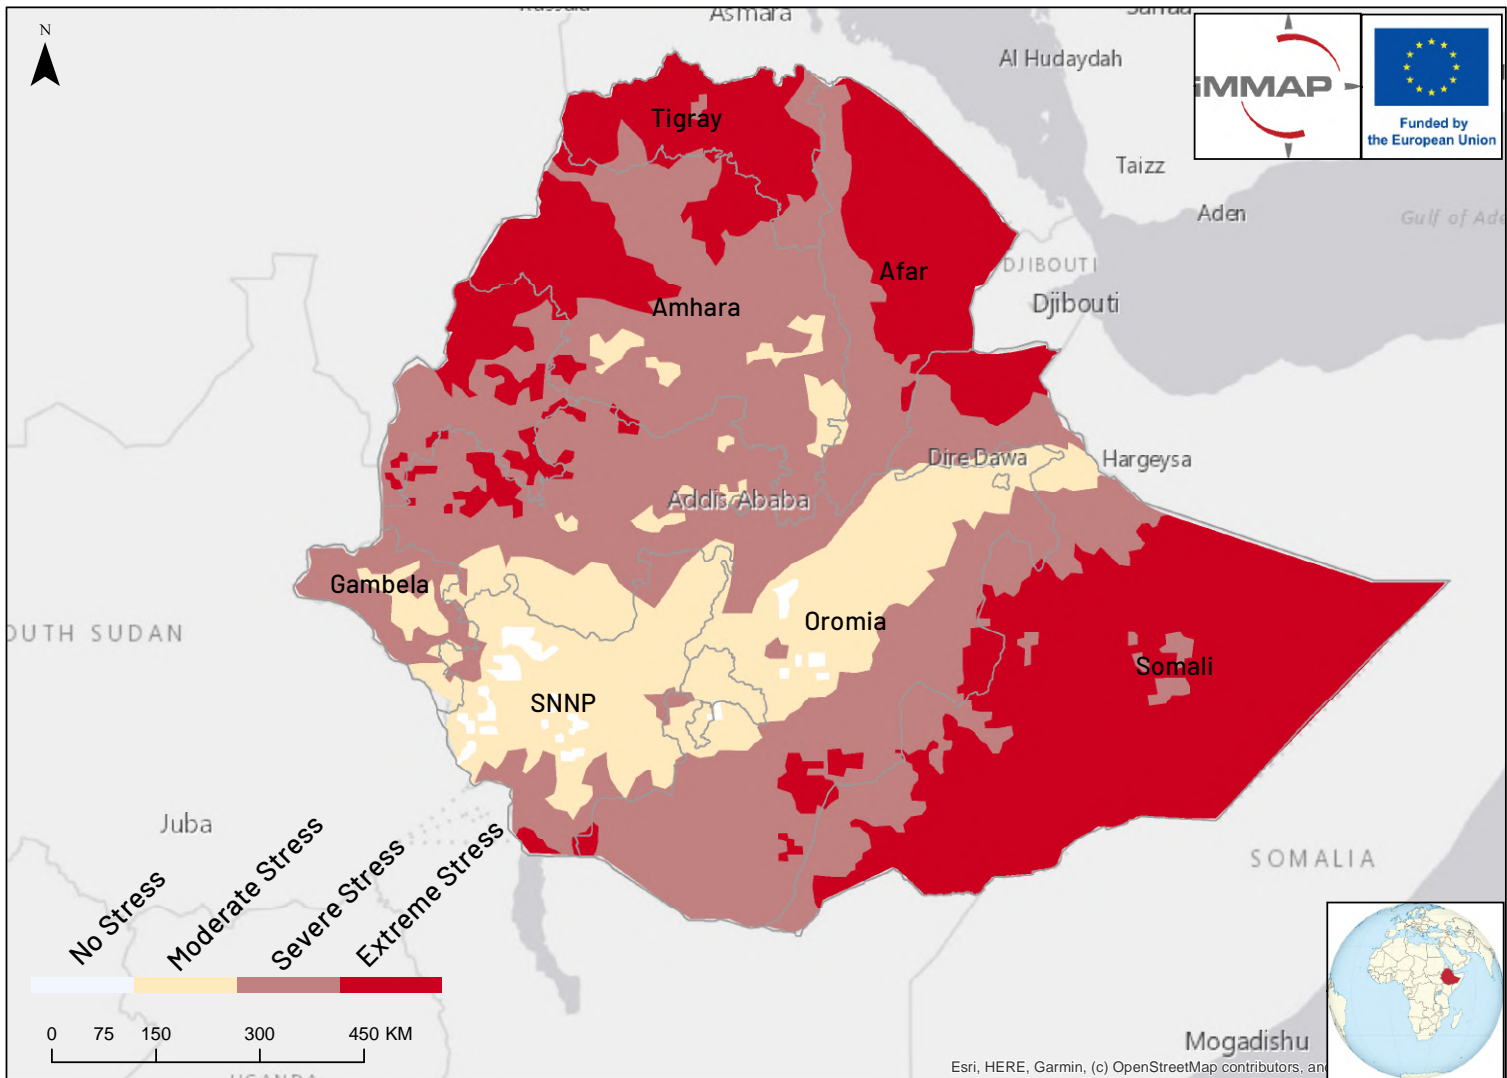 Asmara
N
Al Hudaydah
iMMAP
Funded by
the European Union
Tigray
Taizz
Aden
Gulf of Ade
Afar
DJIBOUTI
Djibouti
Amhara
Dire Dawa
Hargeysa
Addis Ababa
Gambela
Oromia
OUTH SUDAN
Somali
SNNP
Juba
SOMALIA
No Stress
Moderate Stress
Severe Stress
Extreme Stress
0 75 150 300 450 KM
Mogadishu
Esri, HERE, Garmin, (c) OpenStreetMap contributors, and